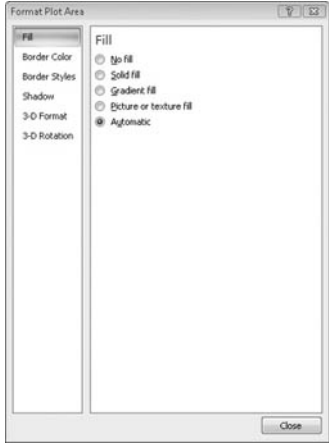 Format Plot Area
Fill
Border Color
Border Styles
Shadow
3-D Format
3-D Rotation
Fill
No fill
Solid fill
Gradient fill
Picture or texture fill
Automatic
Close